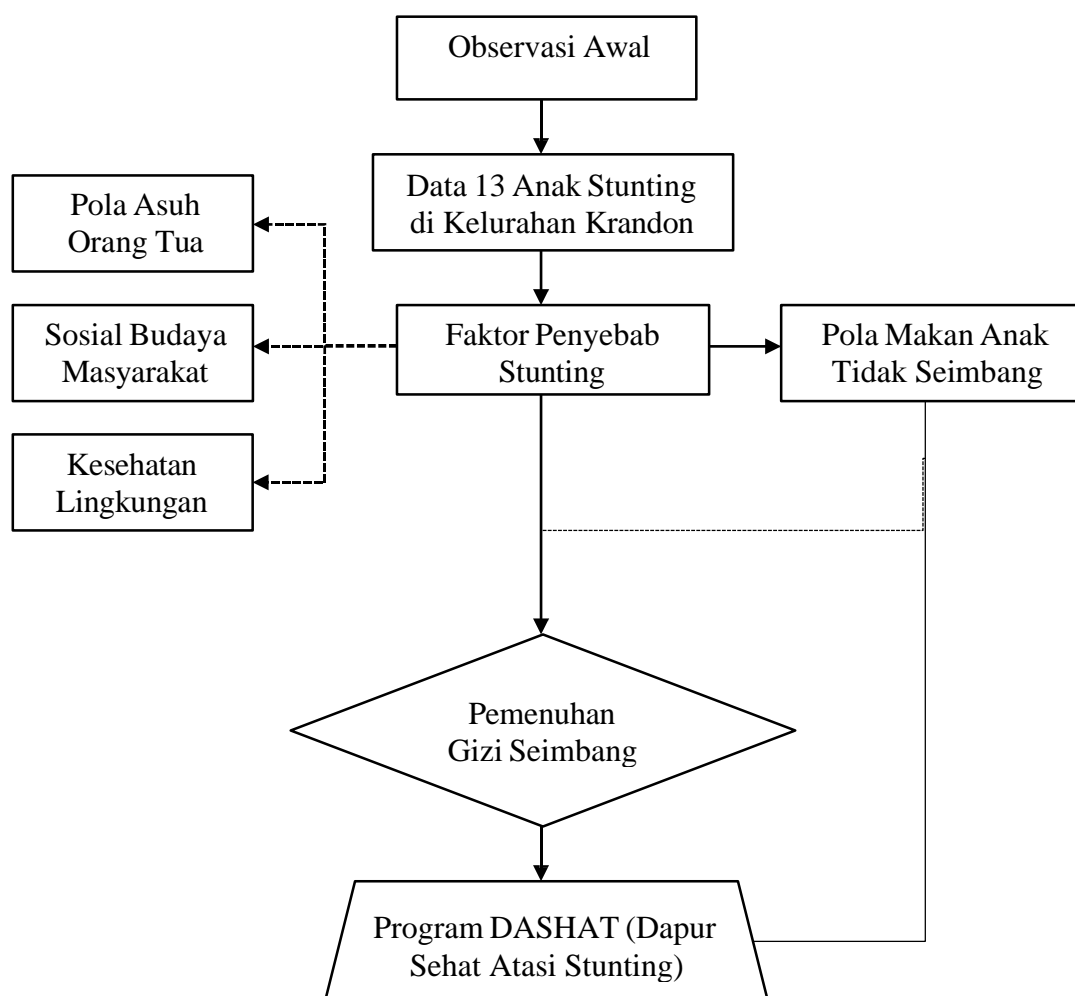 Observasi Awal
Data 13 Anak Stunting
di Kelurahan Krandon
Pola Asuh
Orang Tua
Sosial Budaya
Masyarakat
Faktor Penyebab
Stunting
Pola Makan Anak
Tidak Seimbang
Kesehatan
Lingkungan
Pemenuhan
Gizi Seimbang
Program DASHAT (Dapur
Sehat Atasi Stunting)